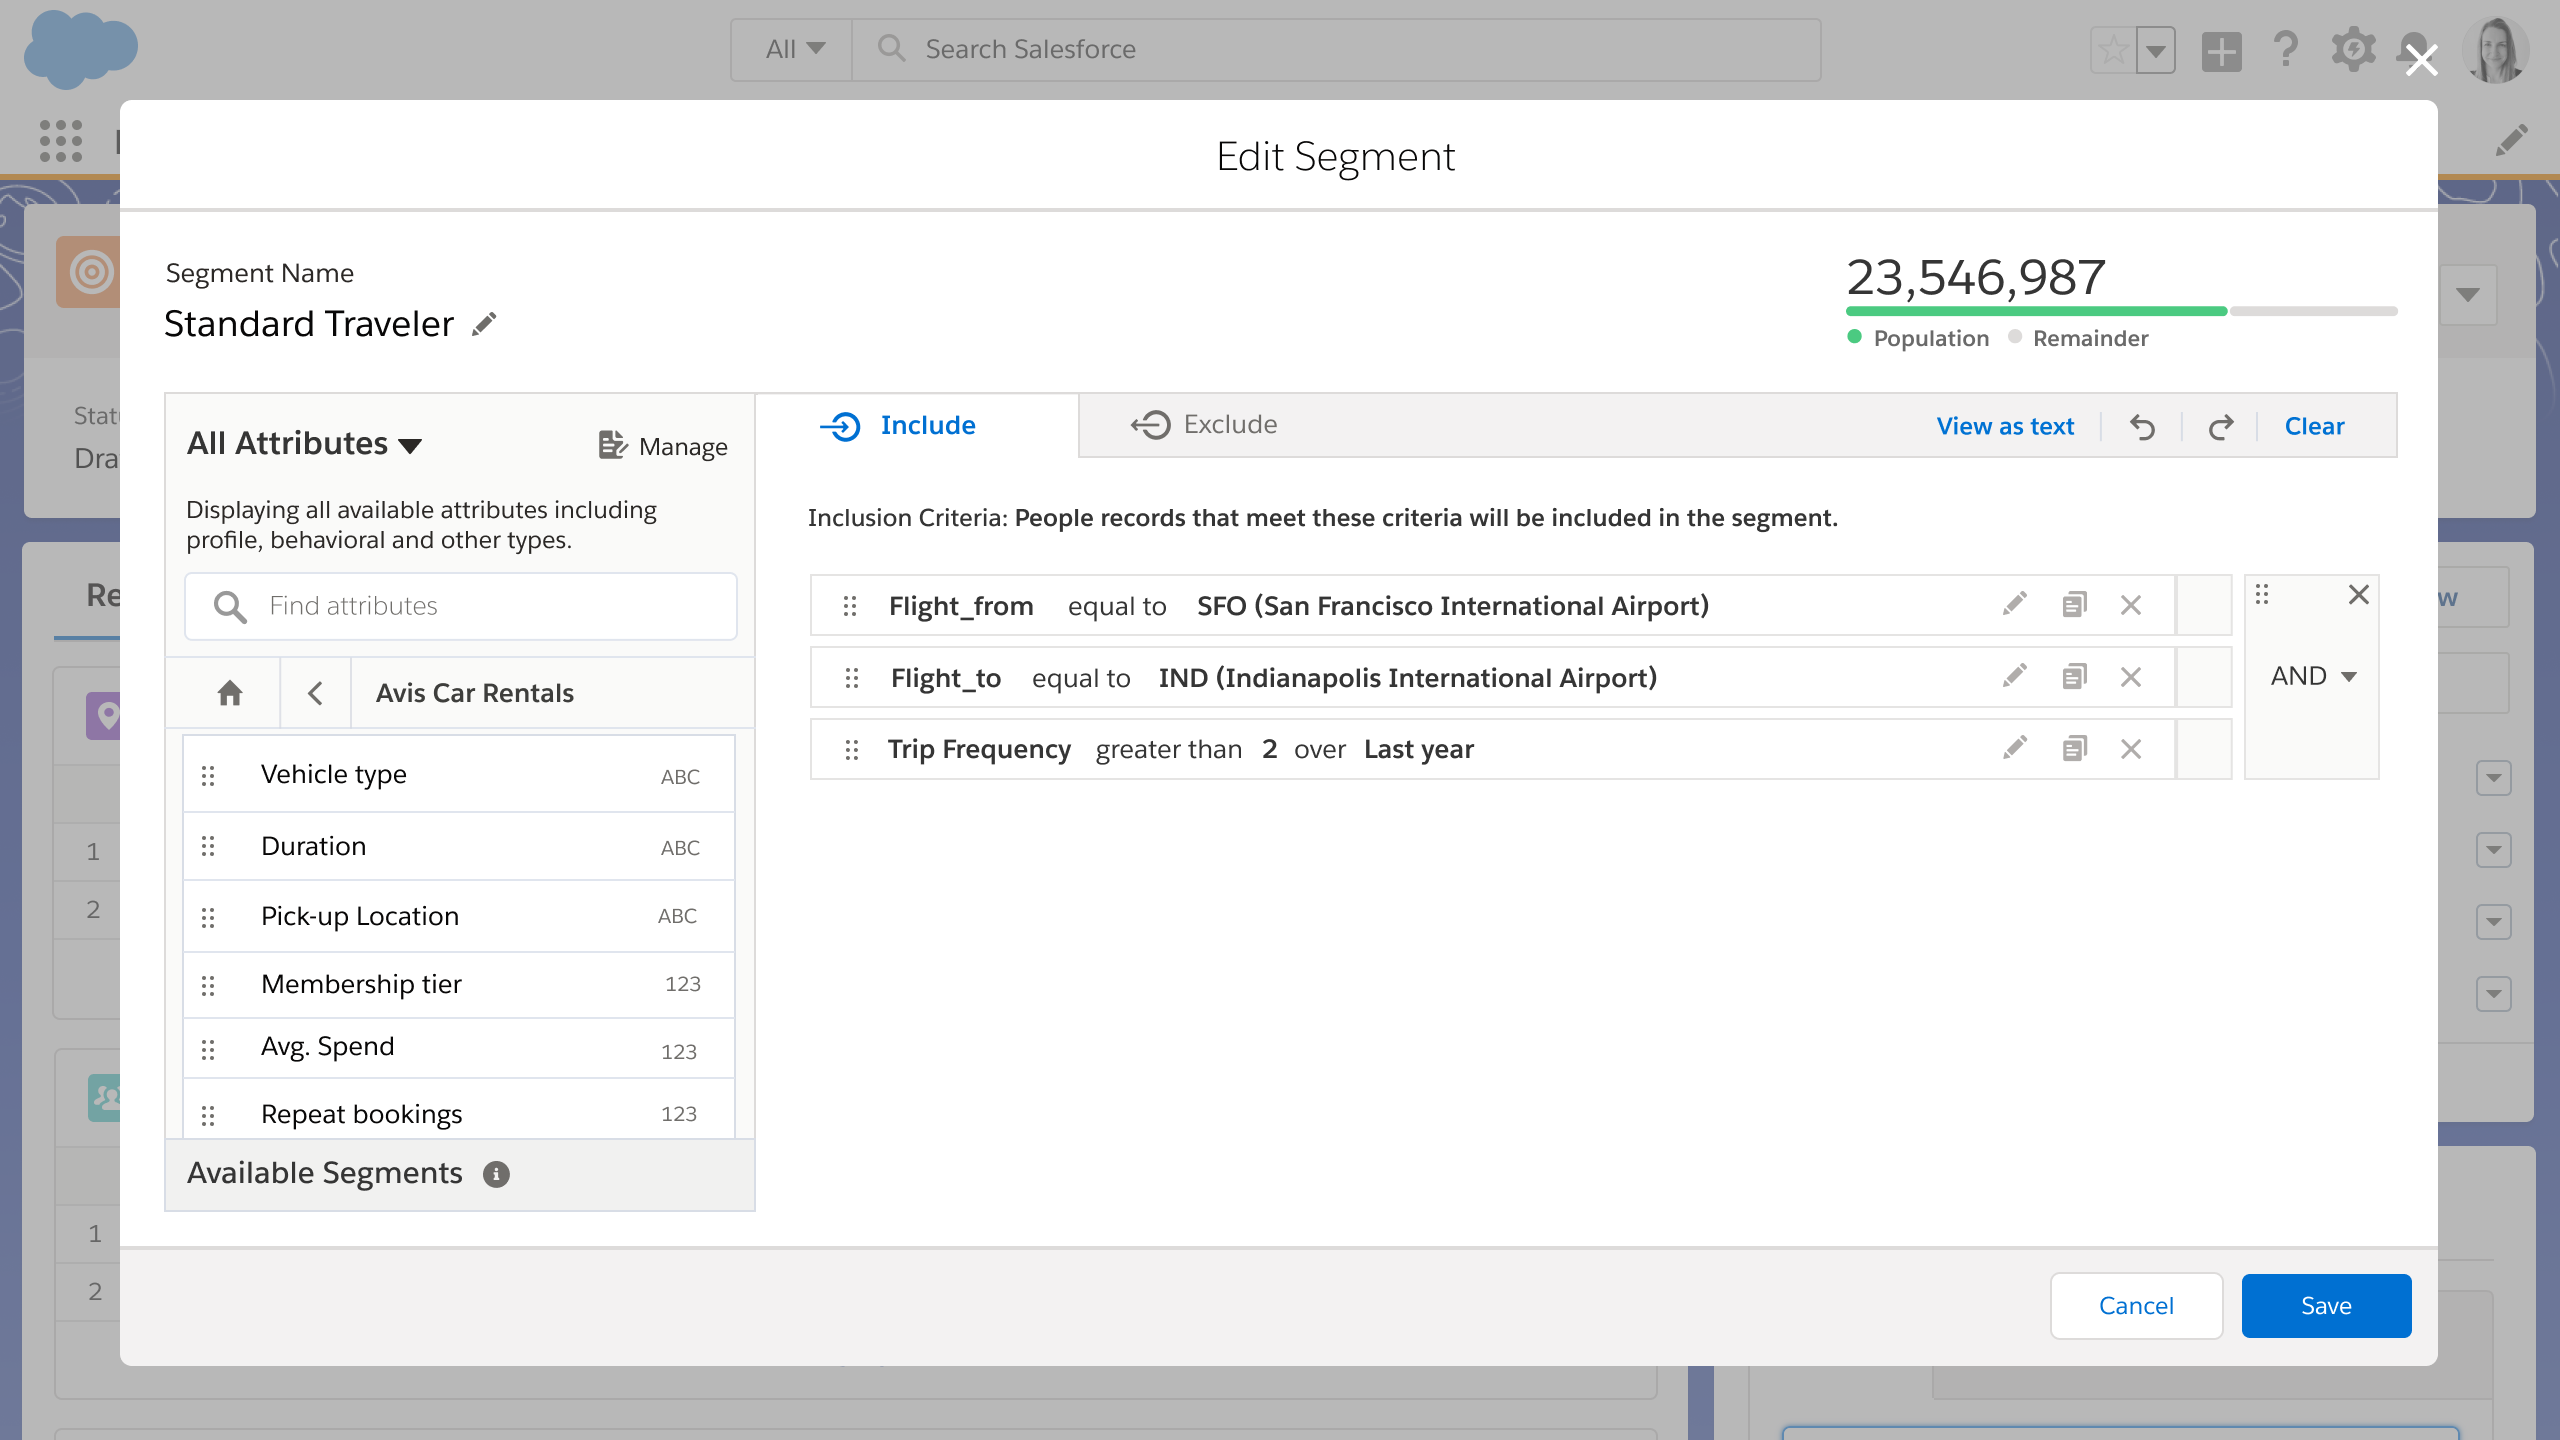 All
Search Salesforce
Edit Segment
Segment Name
Standard Traveler
23,546,987
Population
Remainder
All Attributes
Manage
Displaying all available attributes including
profile, behavioral and other types.
Find attributes
Avis Car Rentals
Vehicle type ABC
Duration ABC
Pick-up Location ABC
Membership tier 123
Avg. Spend 123
Repeat bookings 123
Available Segments
Include
Exclude
View as text
Clear
Inclusion Criteria: People records that meet these criteria will be included in the segment.
Flight_from equal to SFO (San Francisco International Airport)
Flight_to equal to IND (Indianapolis International Airport)
Trip Frequency greater than 2 over Last year
AND
Cancel
Save
1
2
1
2